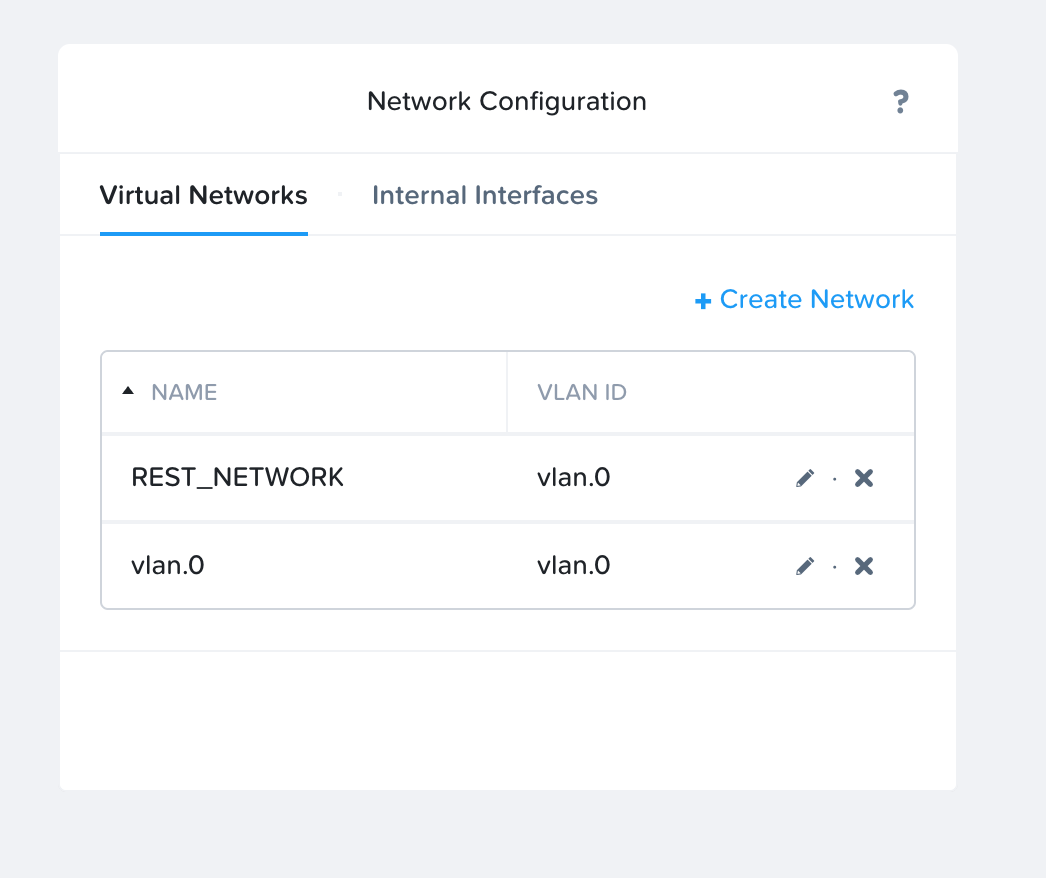 Network Configuration ?
Virtual Networks · Internal Interfaces
+ Create Network
NAME VLAN ID
REST_NETWORK vlan.0
vlan.0 vlan.0